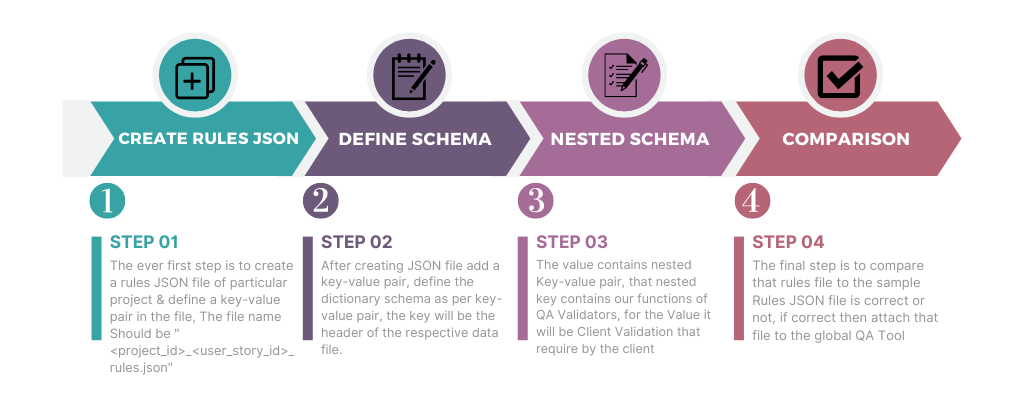 CREATE RULES JSON
DEFINE SCHEMA
NESTED SCHEMA
COMPARISON
1
2
3
4
STEP 01
The ever first step is to create
a rules JSON file of particular
project & define a key-value
pair in the file, The file name
Should be "
<project_id>_<user_story_id>_
rules.json"
STEP 02
After creating JSON file add a
key-value pair, define the
dictionary schema as per key-
value pair, the key will be the
header of the respective data
file.
STEP 03
The value contains nested
Key-value pair, that nested
key contains our functions of
QA Validators, for the Value it
will be Client Validation that
require by the client
STEP 04
The final step is to compare
that rules file to the sample
Rules JSON file is correct or
not, if correct then attach that
file to the global QA Tool